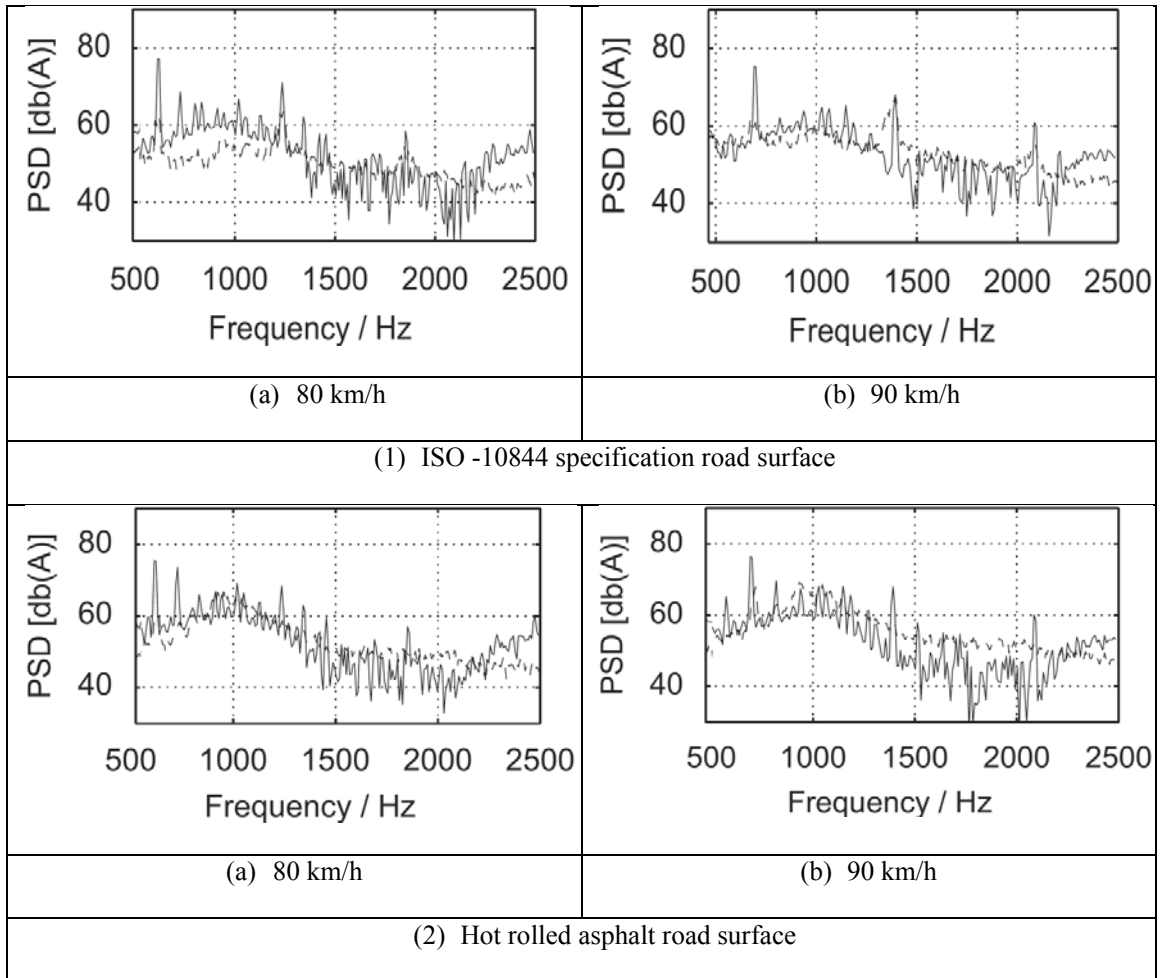 PSD [db(A)]
80
60
40
500 1000 1500 2000 2500
Frequency / Hz
PSD [db(A)]
80
60
40
500 1000 1500 2000 2500
Frequency / Hz
(a) 80 km/h
(b) 90 km/h
(1) ISO -10844 specification road surface
PSD [db(A)]
80
60
40
500 1000 1500 2000 2500
Frequency / Hz
PSD [db(A)]
80
60
40
500 1000 1500 2000 2500
Frequency / Hz
(a) 80 km/h
(b) 90 km/h
(2) Hot rolled asphalt road surface